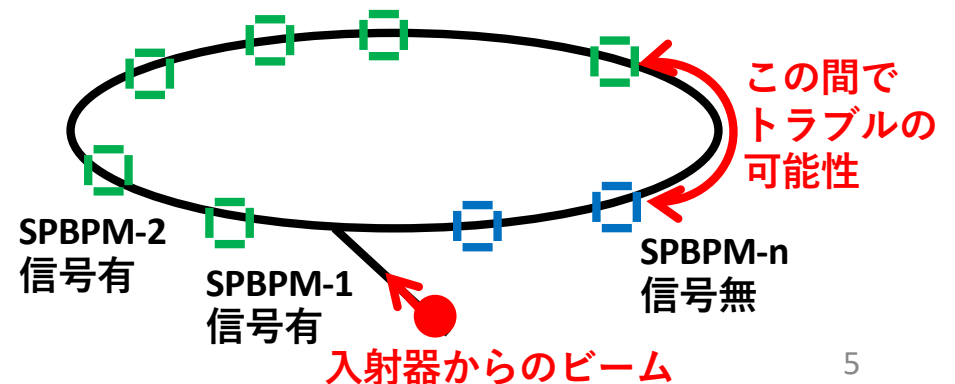 この間で
トラブルの
可能性
SPBPM-2
信号有
SPBPM-1
信号有
SPBPM-n
信号無
入射器からのビーム
5